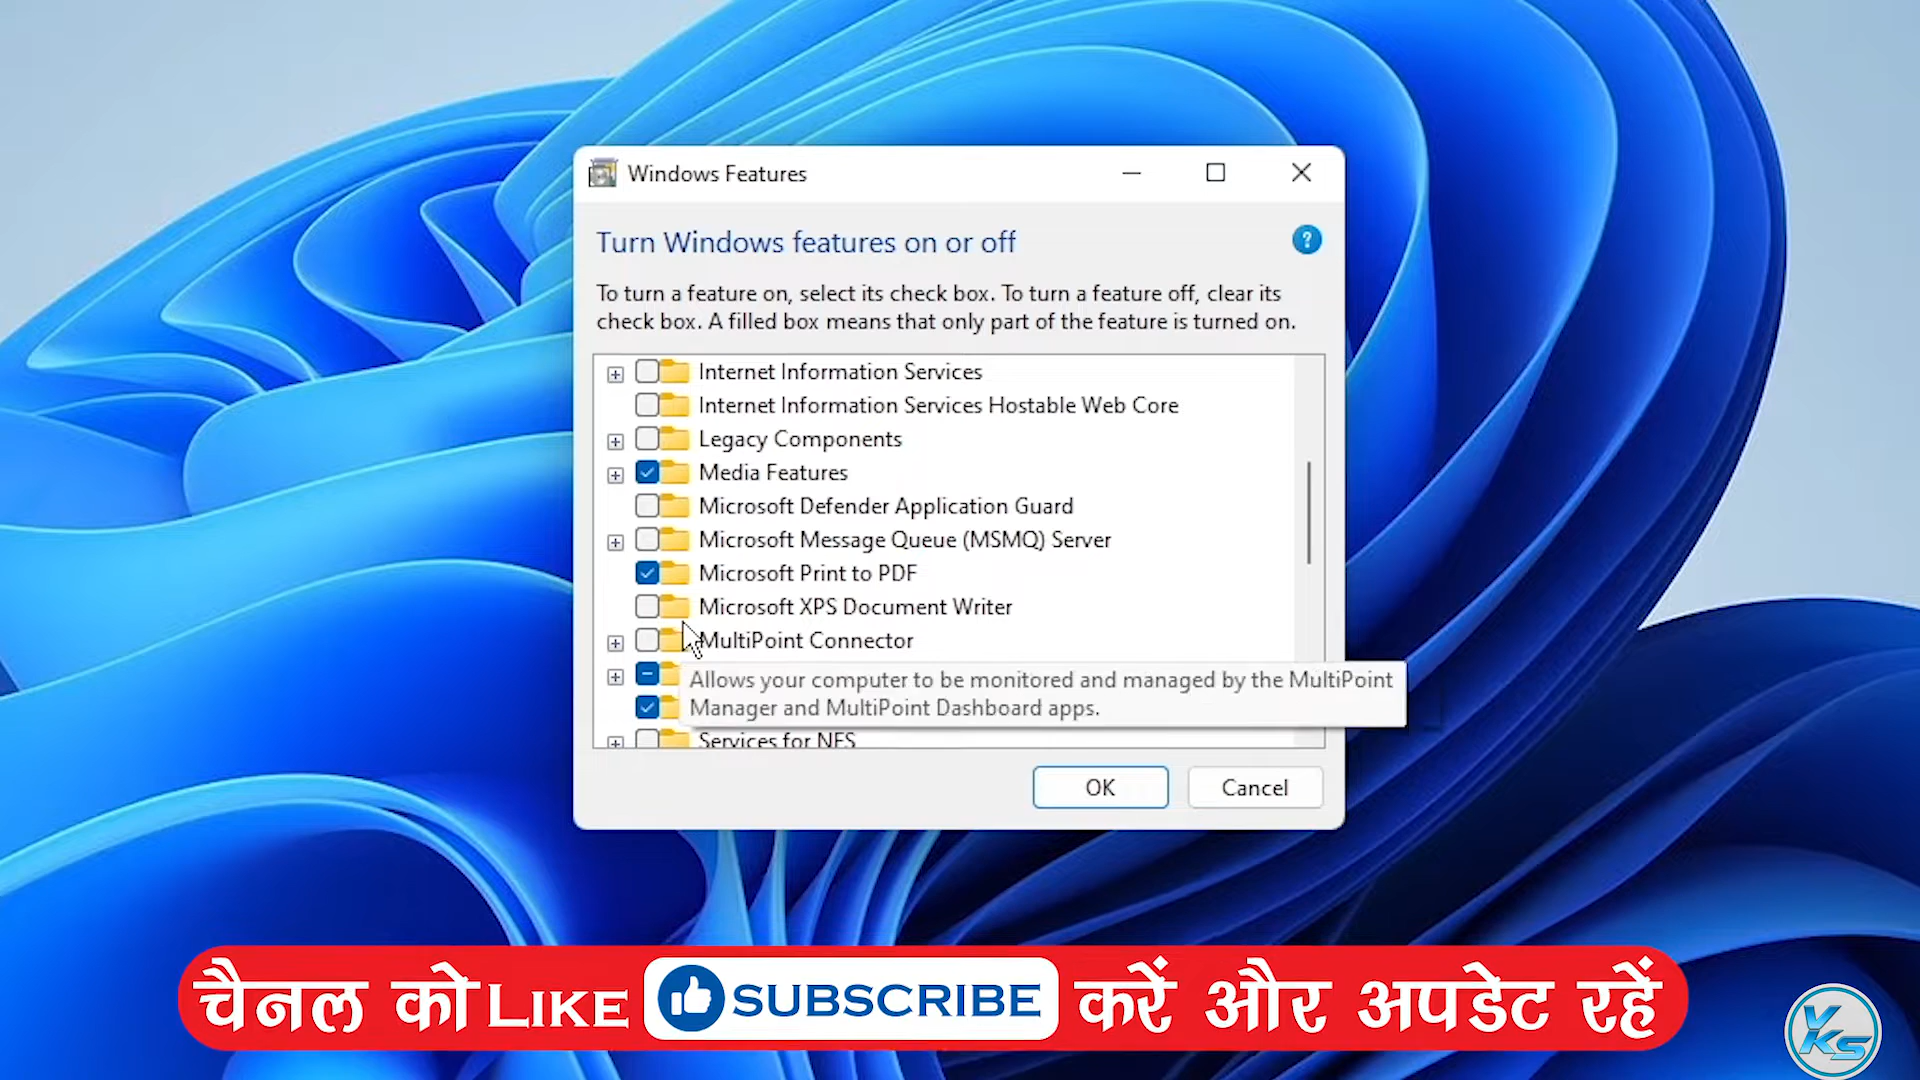 Windows Features
Turn Windows features on or off
?
To turn a feature on, select its check box. To turn a feature off, clear its
check box. A filled box means that only part of the feature is turned on.
Internet Information Services
Internet Information Services Hostable Web Core
Legacy Components
Media Features
Microsoft Defender Application Guard
Microsoft Message Queue (MSMQ) Server
Microsoft Print to PDF
Microsoft XPS Document Writer
MultiPoint Connector
Allows your computer to be monitored and managed by the MultiPoint
Manager and MultiPoint Dashboard apps.
Services for NFS
OK Cancel
चैनल को LIKE SUBSCRIBE करें और अपडेट रहें
YKS